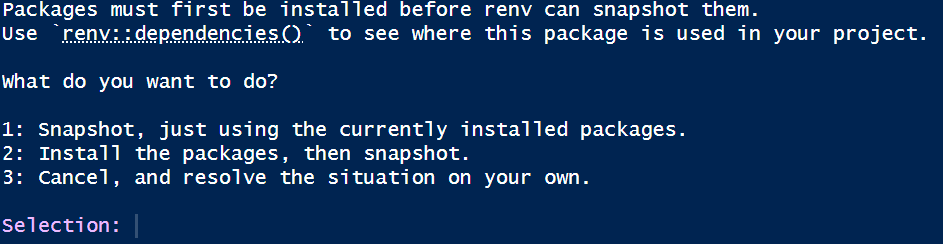 Packages must first be installed before renv can snapshot them.
Use `renv::dependencies()` to see where this package is used in your project.
What do you want to do?
1: Snapshot, just using the currently installed packages.
2: Install the packages, then snapshot.
3: Cancel, and resolve the situation on your own.
Selection: